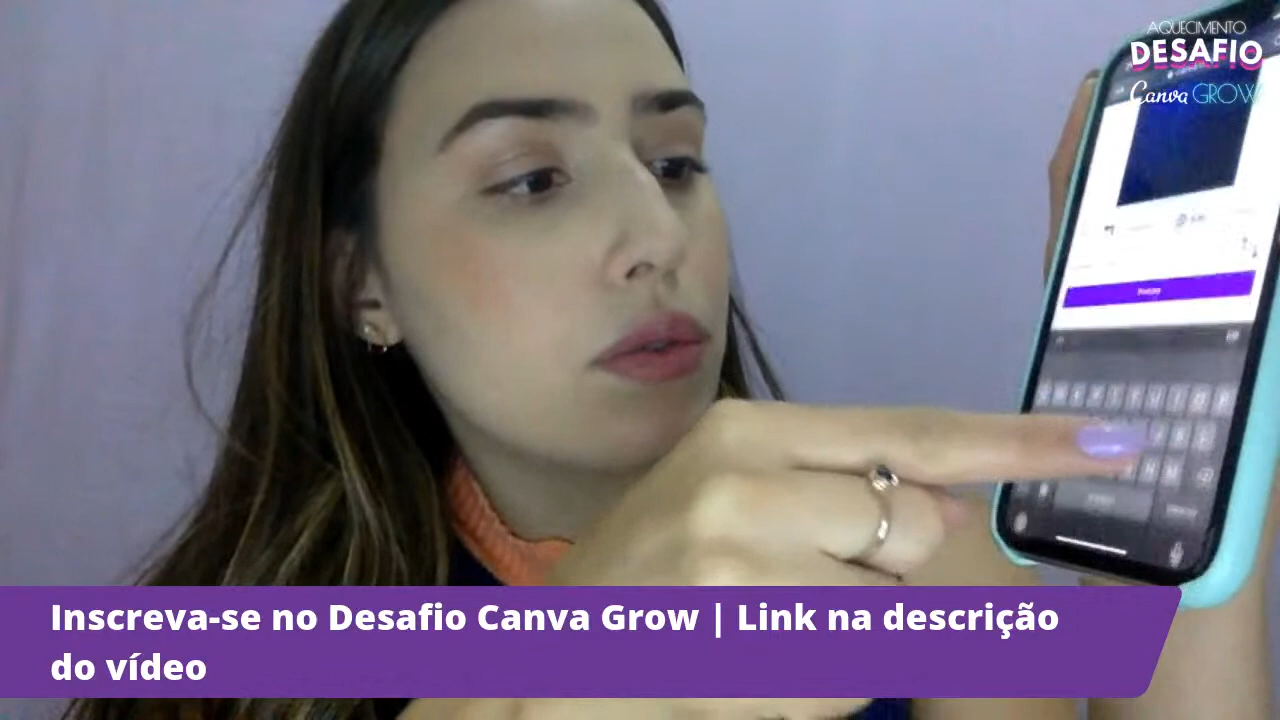 AQUECIMENTO
DESAFIO
Canva GROW
Inscreva-se no Desafio Canva Grow | Link na descrição
do vídeo